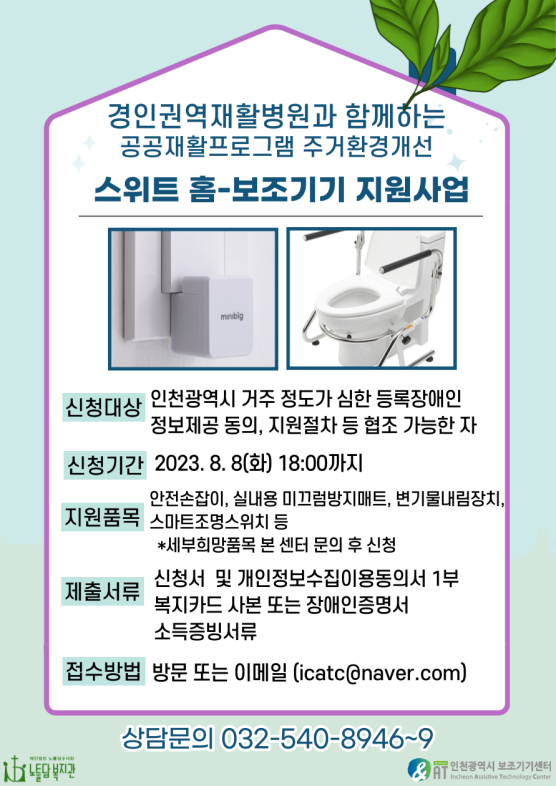 경인권역재활병원과 함께하는
공공재활프로그램 주거환경개선
스위트 홈-보조기기 지원사업
minibig
신청대상 인천광역시 거주 정도가 심한 등록장애인
정보제공 동의, 지원절차 등 협조 가능한 자
신청기간 2023. 8. 8(화) 18:00까지
지원품목 안전손잡이, 실내용 미끄럼방지매트, 변기물내림장치,
스마트조명스위치 등
*세부희망품목 본 센터 문의 후 신청
제출서류 신청서 및 개인정보수집이용동의서 1부
복지카드 사본 또는 장애인증명서
소득증빙서류
접수방법 방문 또는 이메일 (icatc@naver.com)
상담문의 032-540-8946~9
노틀담복지관
&AT 인천광역시 보조기기센터
Incheon Assistive Technology Center